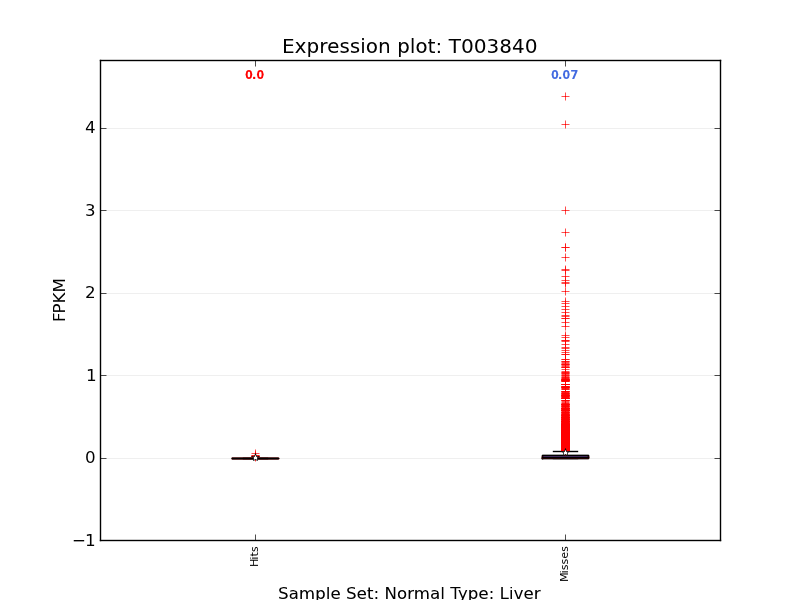 Expression plot: T003840
0.0
0.07
4
3
2
1
0
−1
FPKM
Hits
Misses
Sample Set: Normal Type: Liver